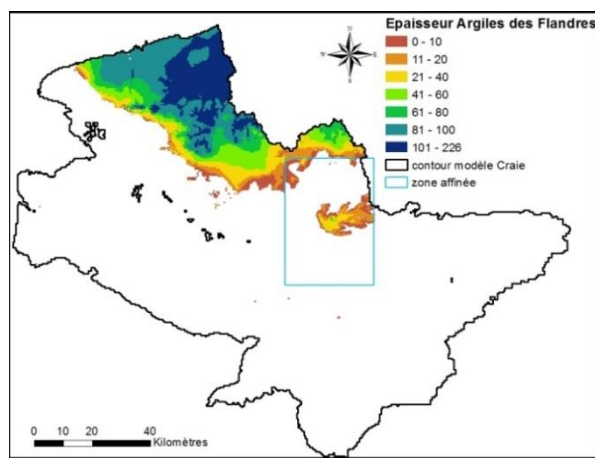 Epaisseur Argiles des Flandres
0 - 10
11 - 20
21 - 40
41 - 60
61 - 80
81 - 100
101 - 226
contour modèle Craie
zone affinée
N
W E
S
0 10 20 40
Kilomètres